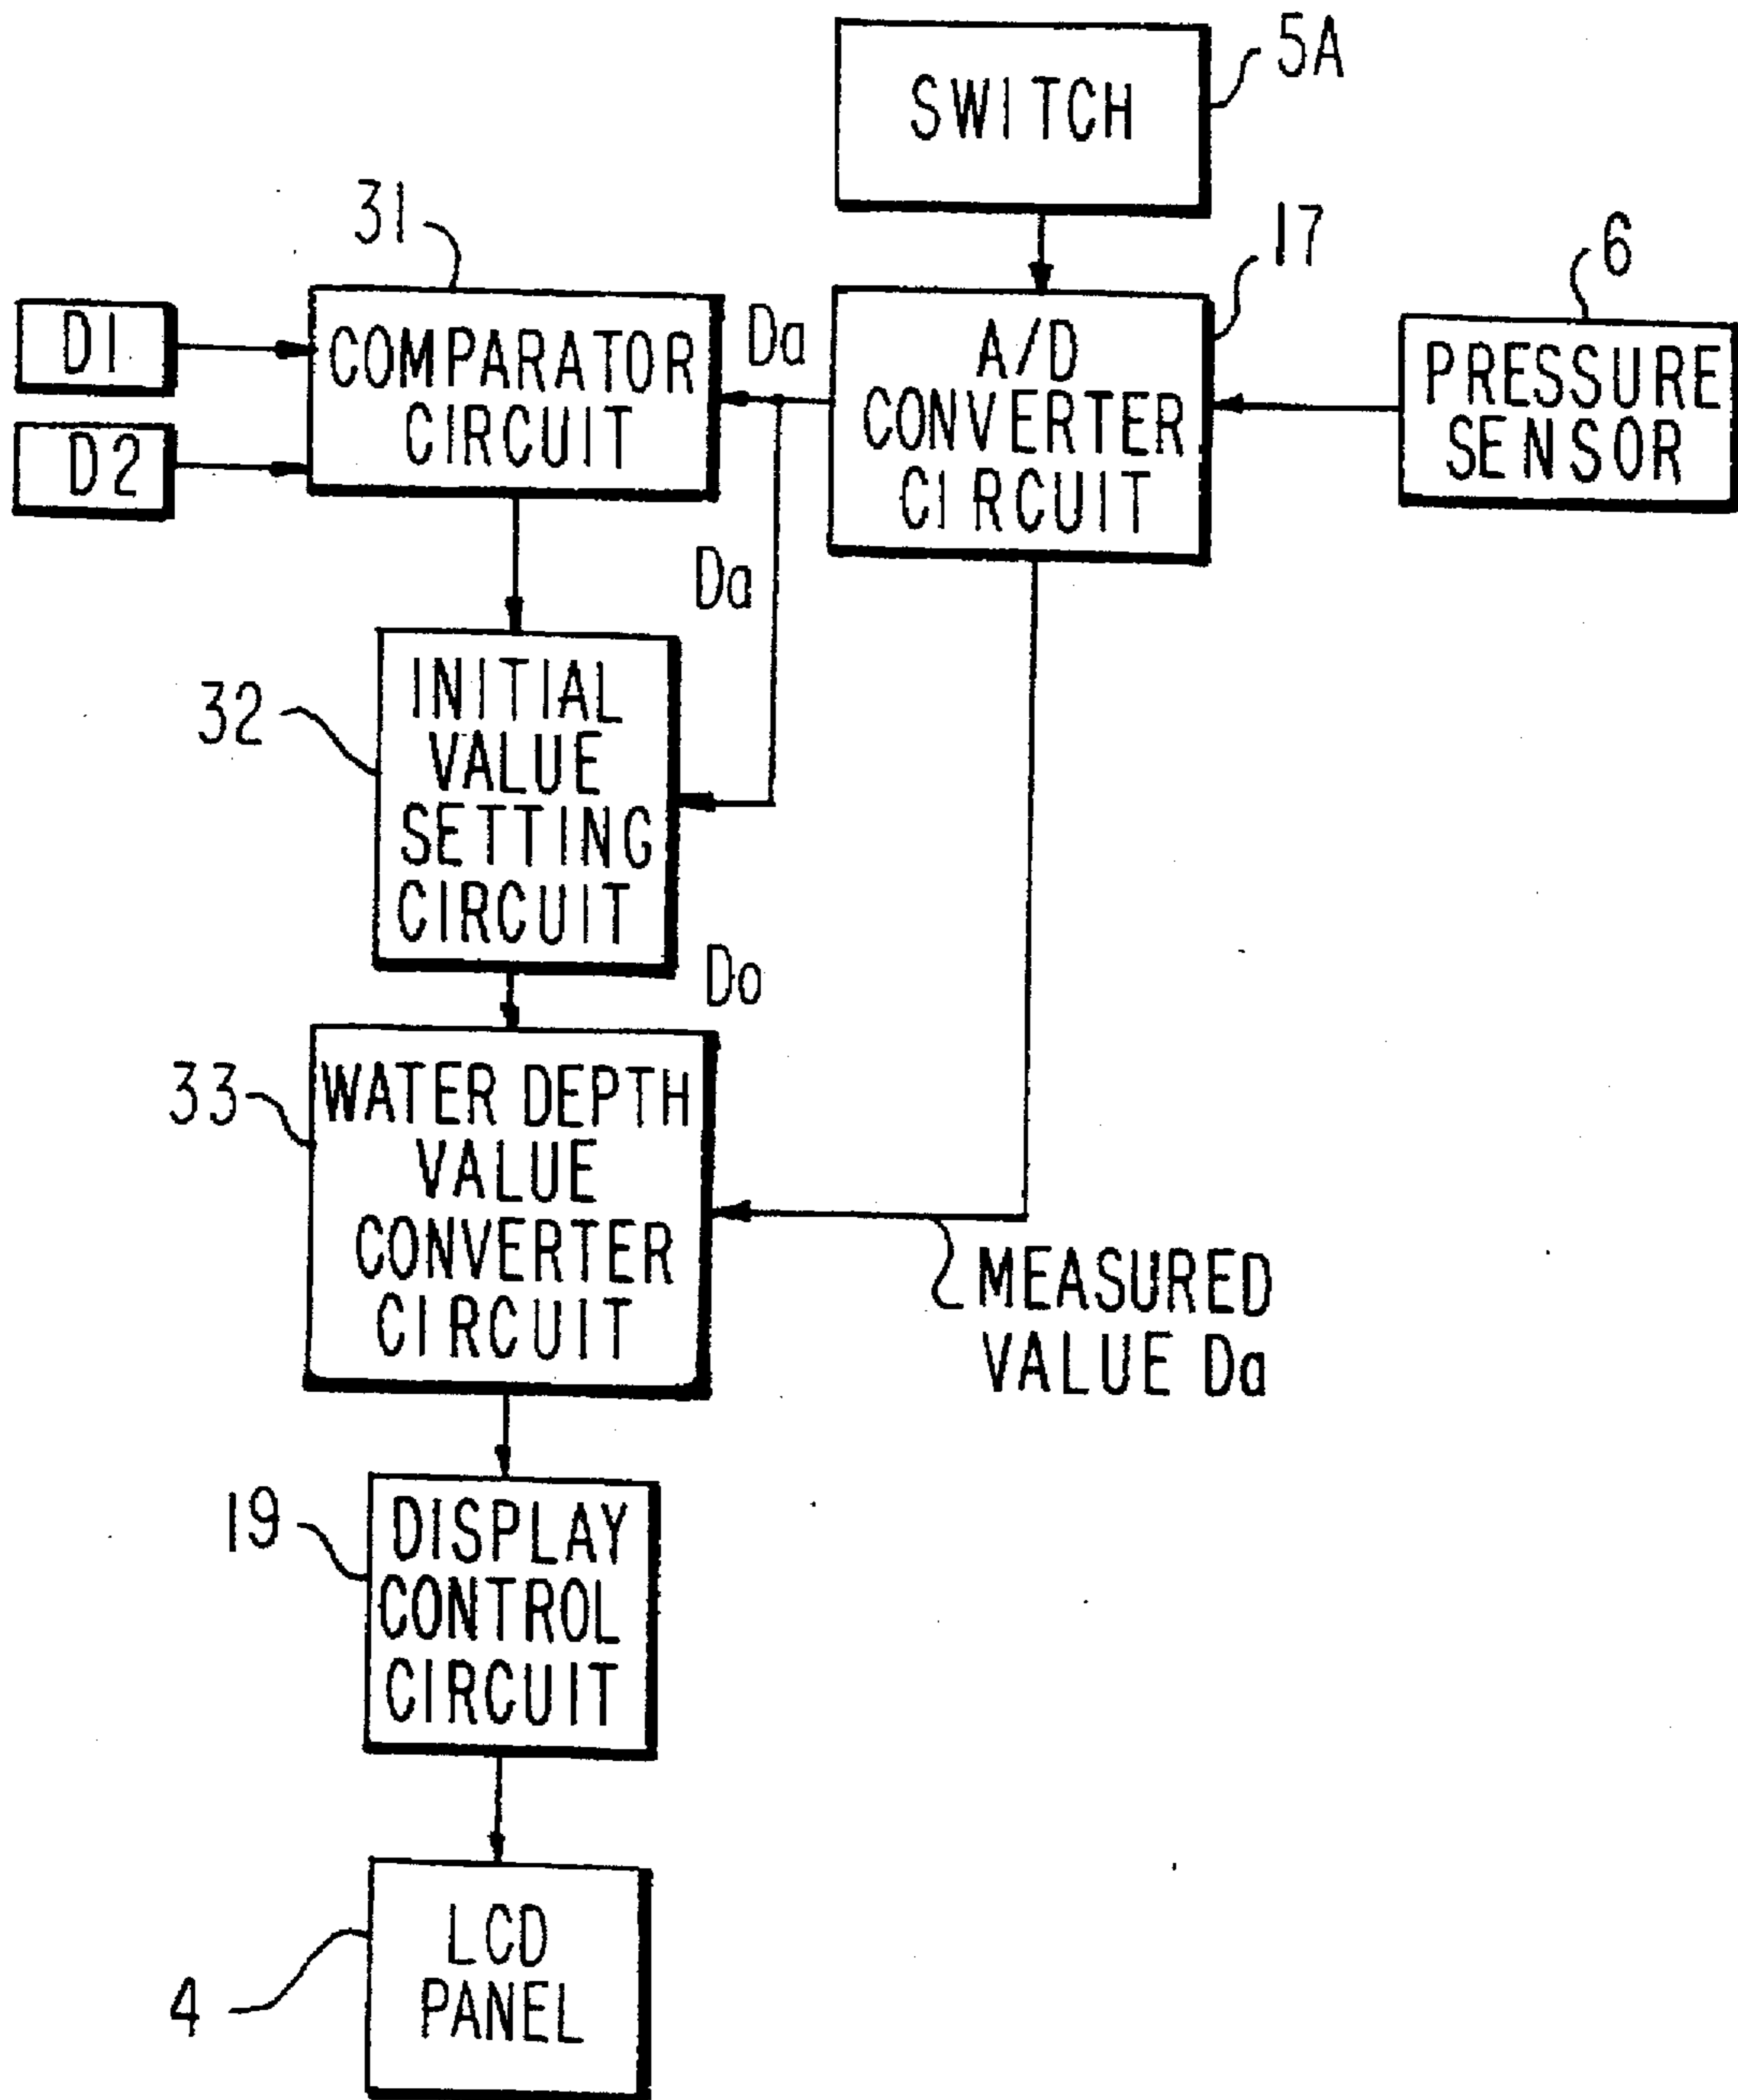 SWITCH
5A
31
17
6
D1
D2
COMPARATOR
CIRCUIT
Da
A/D
CONVERTER
CIRCUIT
PRESSURE
SENSOR
Da
32
INITIAL
VALUE
SETTING
CIRCUIT
Do
33
WATER DEPTH
VALUE
CONVERTER
CIRCUIT
MEASURED
VALUE Da
19
DISPLAY
CONTROL
CIRCUIT
4
LCD
PANEL